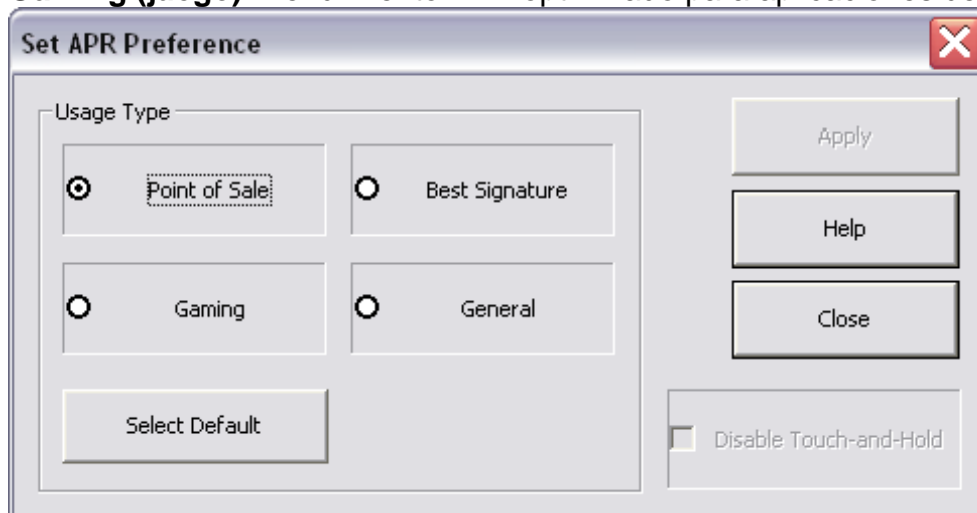 Set APR Preference
Usage Type
Point of Sale
Best Signature
Gaming
General
Select Default
Apply
Help
Close
Disable Touch-and-Hold